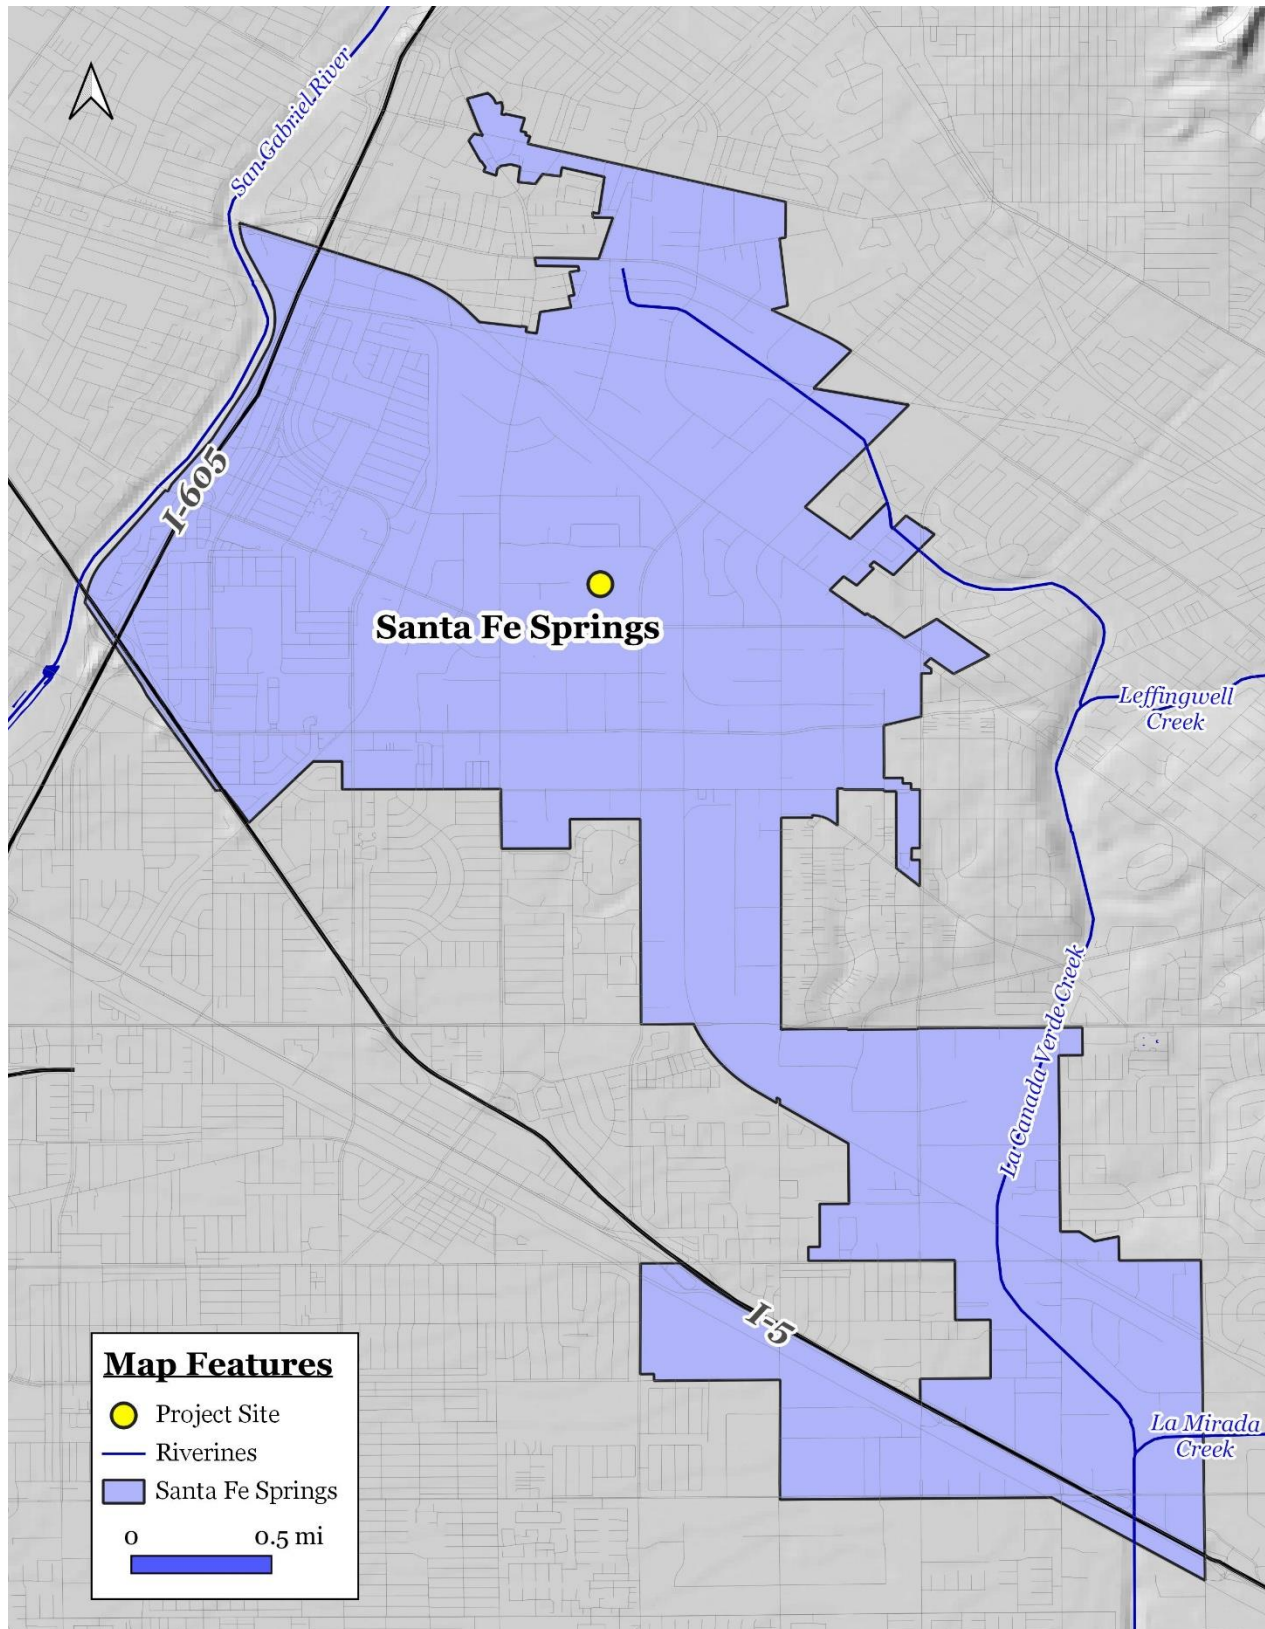 San Gabriel River
I-605
Santa Fe Springs
Leffingwell
Creek
La Canada Verde Creek
I-5
La Mirada
Creek
Map Features
Project Site
Riverines
Santa Fe Springs
0 0.5 mi